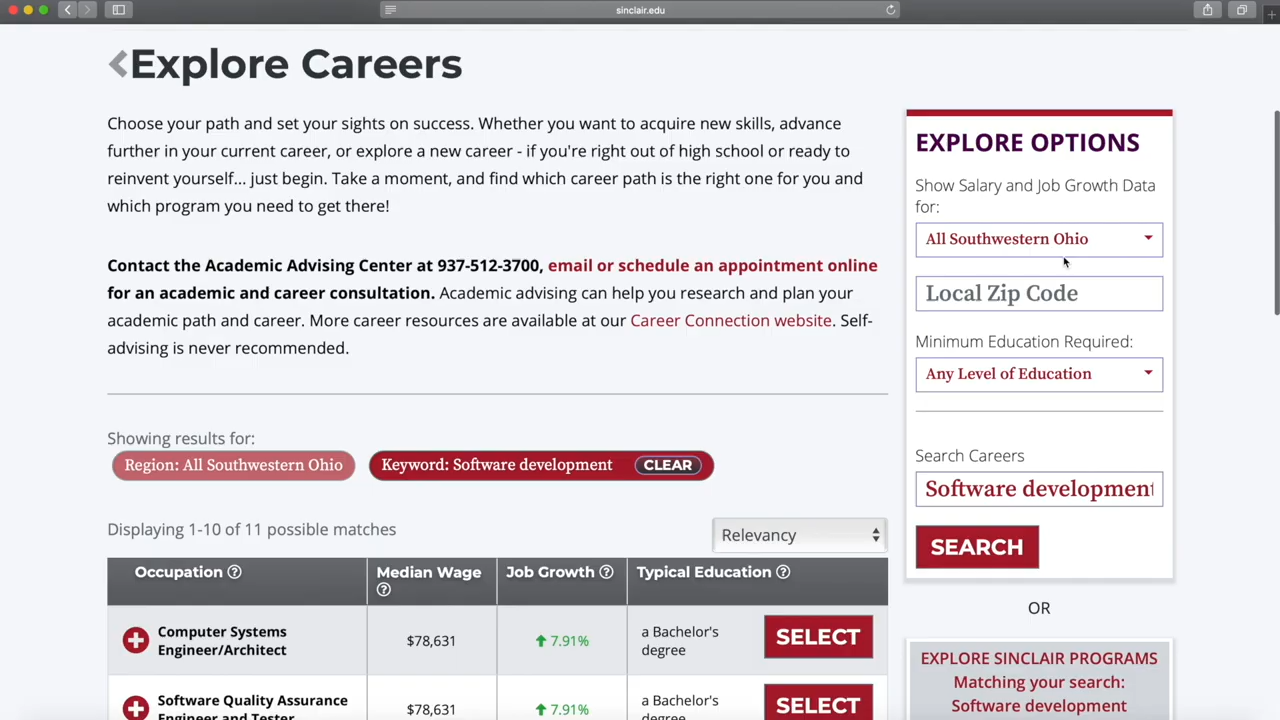 sinclair.edu
Explore Careers
Choose your path and set your sights on success. Whether you want to acquire new skills, advance
further in your current career, or explore a new career - if you're right out of high school or ready to
reinvent yourself... just begin. Take a moment, and find which career path is the right one for you and
which program you need to get there!
Contact the Academic Advising Center at 937-512-3700, email or schedule an appointment online
for an academic and career consultation. Academic advising can help you research and plan your
academic path and career. More career resources are available at our Career Connection website. Self-
advising is never recommended.
Showing results for:
Region: All Southwestern Ohio
Keyword: Software development CLEAR
Displaying 1-10 of 11 possible matches
Relevancy
Occupation ? Median Wage ? Job Growth ? Typical Education ?
Computer Systems
Engineer/Architect
$78,631
7.91%
a Bachelor's
degree
SELECT
Software Quality Assurance
Engineer and Tester
$78,631
7.91%
a Bachelor's
degree
SELECT
EXPLORE OPTIONS
Show Salary and Job Growth Data
for:
All Southwestern Ohio
Local Zip Code
Minimum Education Required:
Any Level of Education
Search Careers
Software development
SEARCH
OR
EXPLORE SINCLAIR PROGRAMS
Matching your search:
Software development